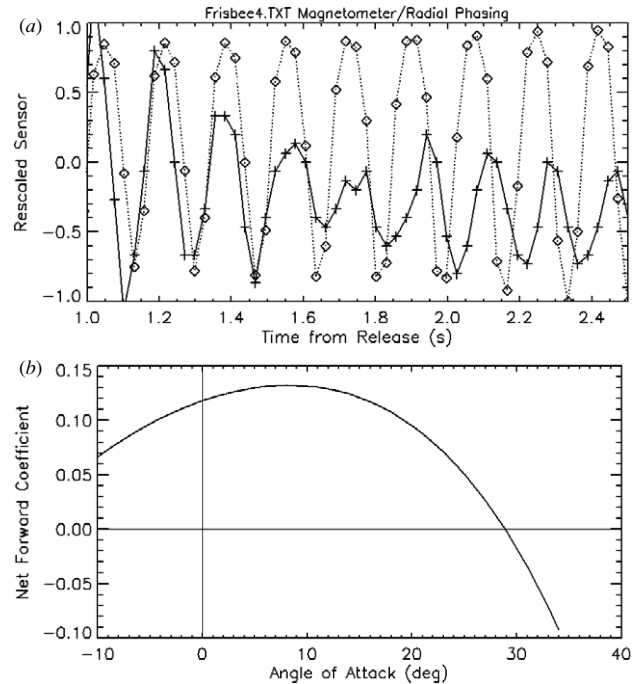 Frisbee4.TXT Magnetometer/Radial Phasing
(a)
1.0
0.5
0.0
-0.5
-1.0
Rescaled Sensor
1.0 1.2 1.4 1.6 1.8 2.0 2.2 2.4
Time from Release (s)
(b)
0.15
0.10
0.05
0.00
-0.05
-0.10
Net Forward Coefficient
-10 0 10 20 30 40
Angle of Attack (deg)